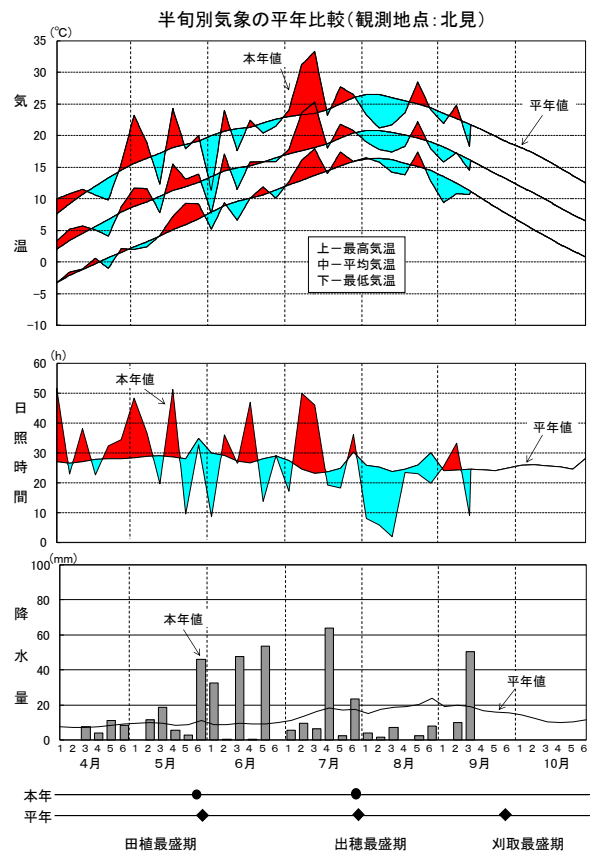 半旬別気象の平年比較（観測地点：北見）
(℃)
気温
35
30
25
20
15
10
5
0
−5
−10
本年値
平年値
上－最高気温
中－平均気温
下－最低気温
(h)
日照時間
60
50
40
30
20
10
0
本年値
平年値
(mm)
降水量
100
80
60
40
20
0
本年値
平年値
1 2 3 4 5 6 1 2 3 4 5 6 1 2 3 4 5 6 1 2 3 4 5 6 1 2 3 4 5 6 1 2 3 4 5 6 1 2 3 4 5 6
4月 5月 6月 7月 8月 9月 10月
本年
平年
田植最盛期 出穂最盛期 刈取最盛期